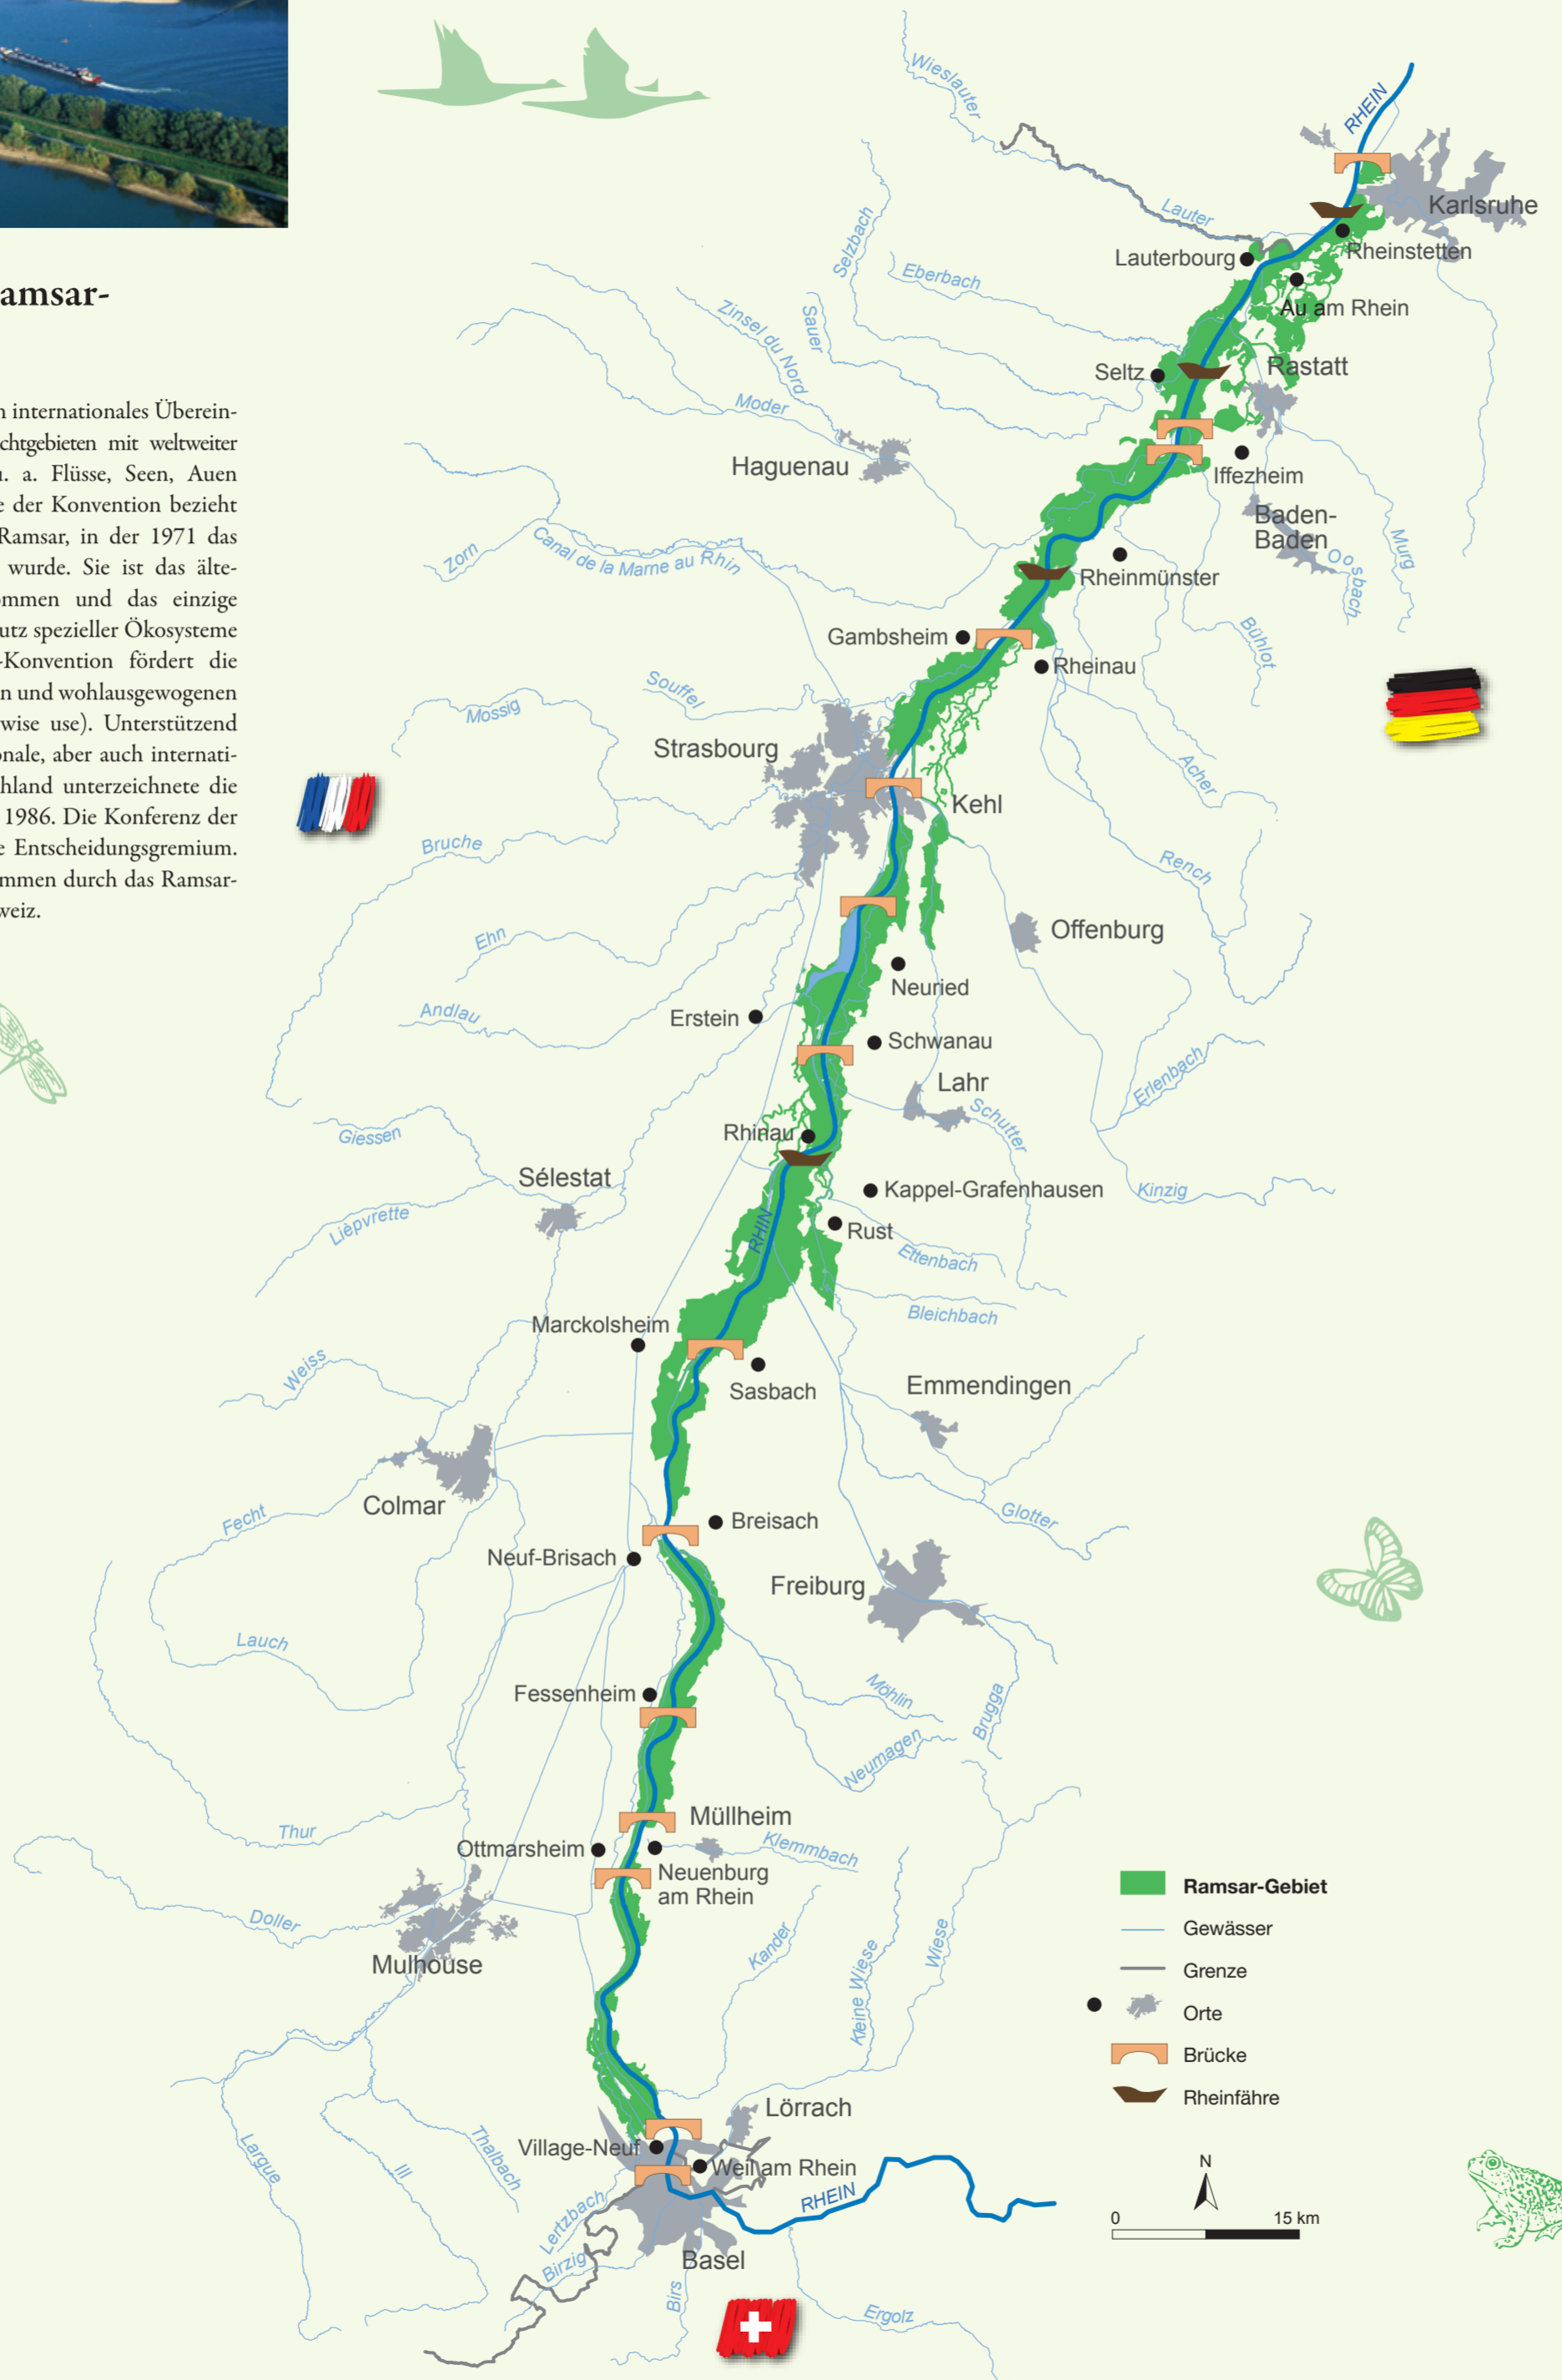 amsar-
n internationales Überein-
chtgebieten mit weltweiter
u. a. Flüsse, Seen, Auen
e der Konvention bezieht
Ramsar, in der 1971 das
wurde. Sie ist das älte-
ommen und das einzige
utz spezieller Ökosysteme
-Konvention fördert die
n und wohlausgewogenen
wise use). Unterstützend
onale, aber auch internati-
hland unterzeichnete die
1986. Die Konferenz der
e Entscheidungsgremium.
mmen durch das Ramsar-
weiz.
Wieslauter
RHEIN
Karlsruhe
Lauter
Rheinstetten
Lauterbourg
Selzbach
Eberbach
Au am Rhein
Zinsel du Nord
Sauer
Seltz
Rastatt
Moder
Haguenau
Iffezheim
Baden-
Baden
Oosbach
Murg
Zorn
Canal de la Marne au Rhin
Rheinmünster
Gambsheim
Bühlot
Rheinau
Souffel
Mossig
Strasbourg
Acher
Kehl
Bruche
Rench
Ehn
Offenburg
Neuried
Andlau
Erstein
Schwanau
Lahr
Erlenbach
Schutter
Giessen
Rhinau
Sélestat
Kappel-Grafenhausen
Kinzig
Lièpvrette
RHIN
Rust
Ettenbach
Bleichbach
Marckolsheim
Weiss
Sasbach
Emmendingen
Colmar
Fecht
Breisach
Glotter
Neuf-Brisach
Freiburg
Lauch
Möhlin
Fessenheim
Brugga
Neumagen
Müllheim
Thur
Ottmarsheim
Klemmbach
Neuenburg
am Rhein
Doller
Kander
Kleine Wiese
Wiese
Mulhouse
Ramsar-Gebiet
Gewässer
Grenze
Orte
Brücke
Rheinfähre
Lörrach
Largue
Ill
Thalbach
Village-Neuf
Weil am Rhein
RHEIN
N
0 15 km
Lertzbach
Birzig
Basel
Birs
Ergolz